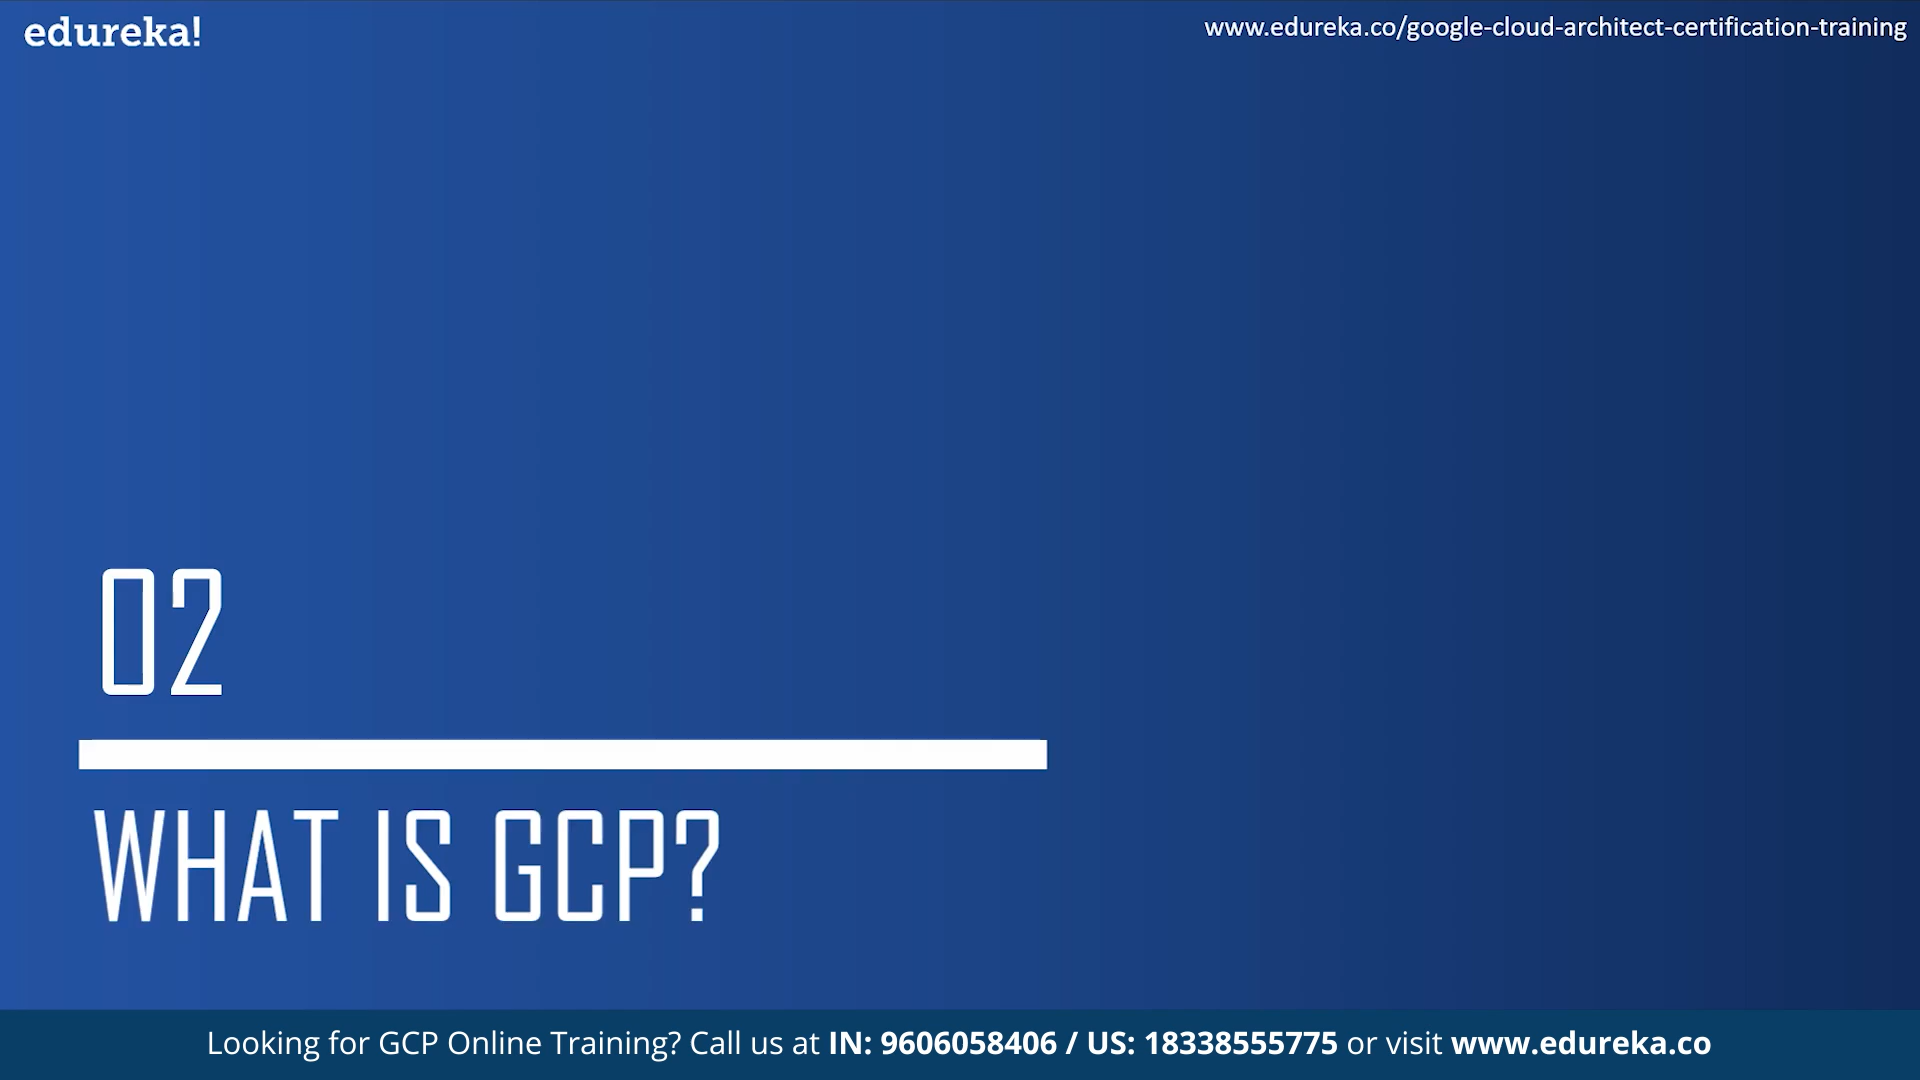 edureka!
www.edureka.co/google-cloud-architect-certification-training
02
WHAT IS GCP?
Looking for GCP Online Training? Call us at IN: 9606058406 / US: 18338555775 or visit www.edureka.co